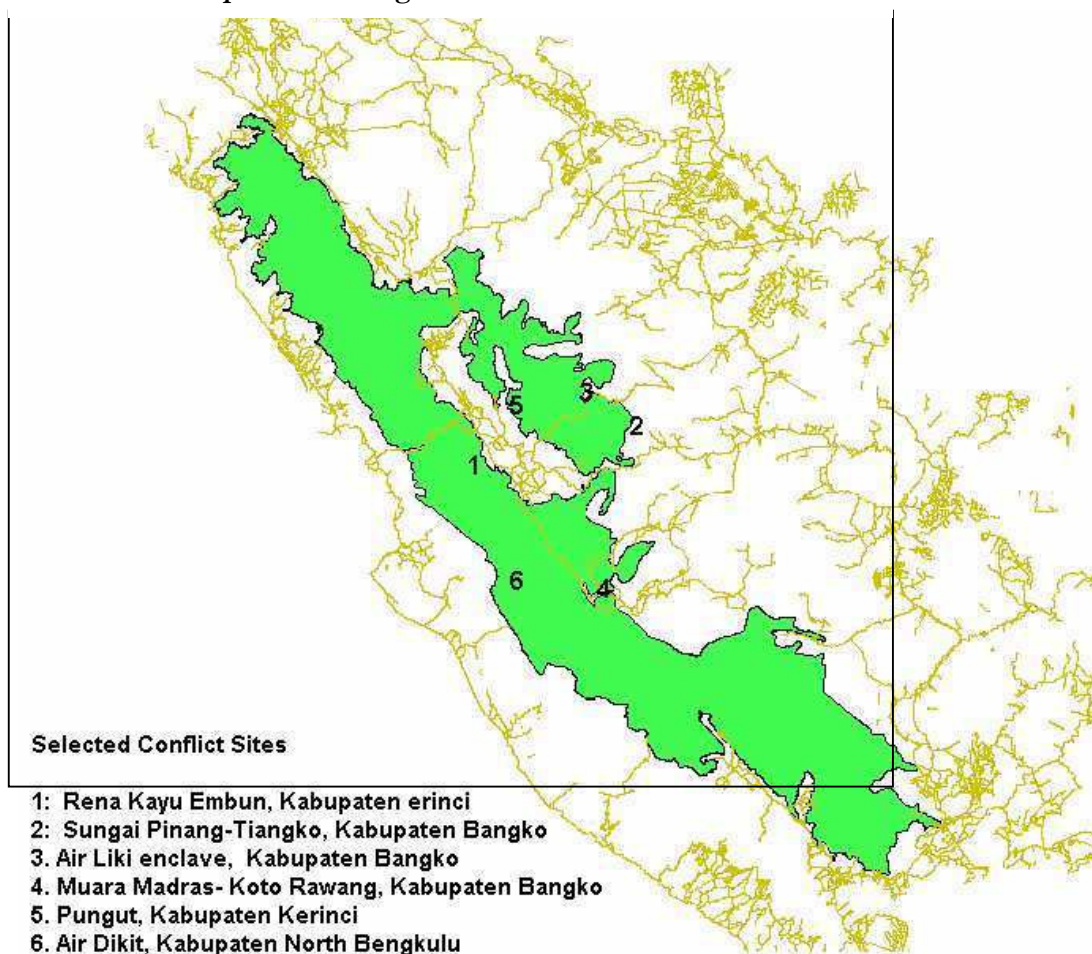 3
5
2
1
6
4
Selected Conflict Sites
1: Rena Kayu Embun, Kabupaten erinci
2: Sungai Pinang-Tiangko, Kabupaten Bangko
3. Air Liki enclave, Kabupaten Bangko
4. Muara Madras- Koto Rawang, Kabupaten Bangko
5. Pungut, Kabupaten Kerinci
6. Air Dikit, Kabupaten North Bengkulu